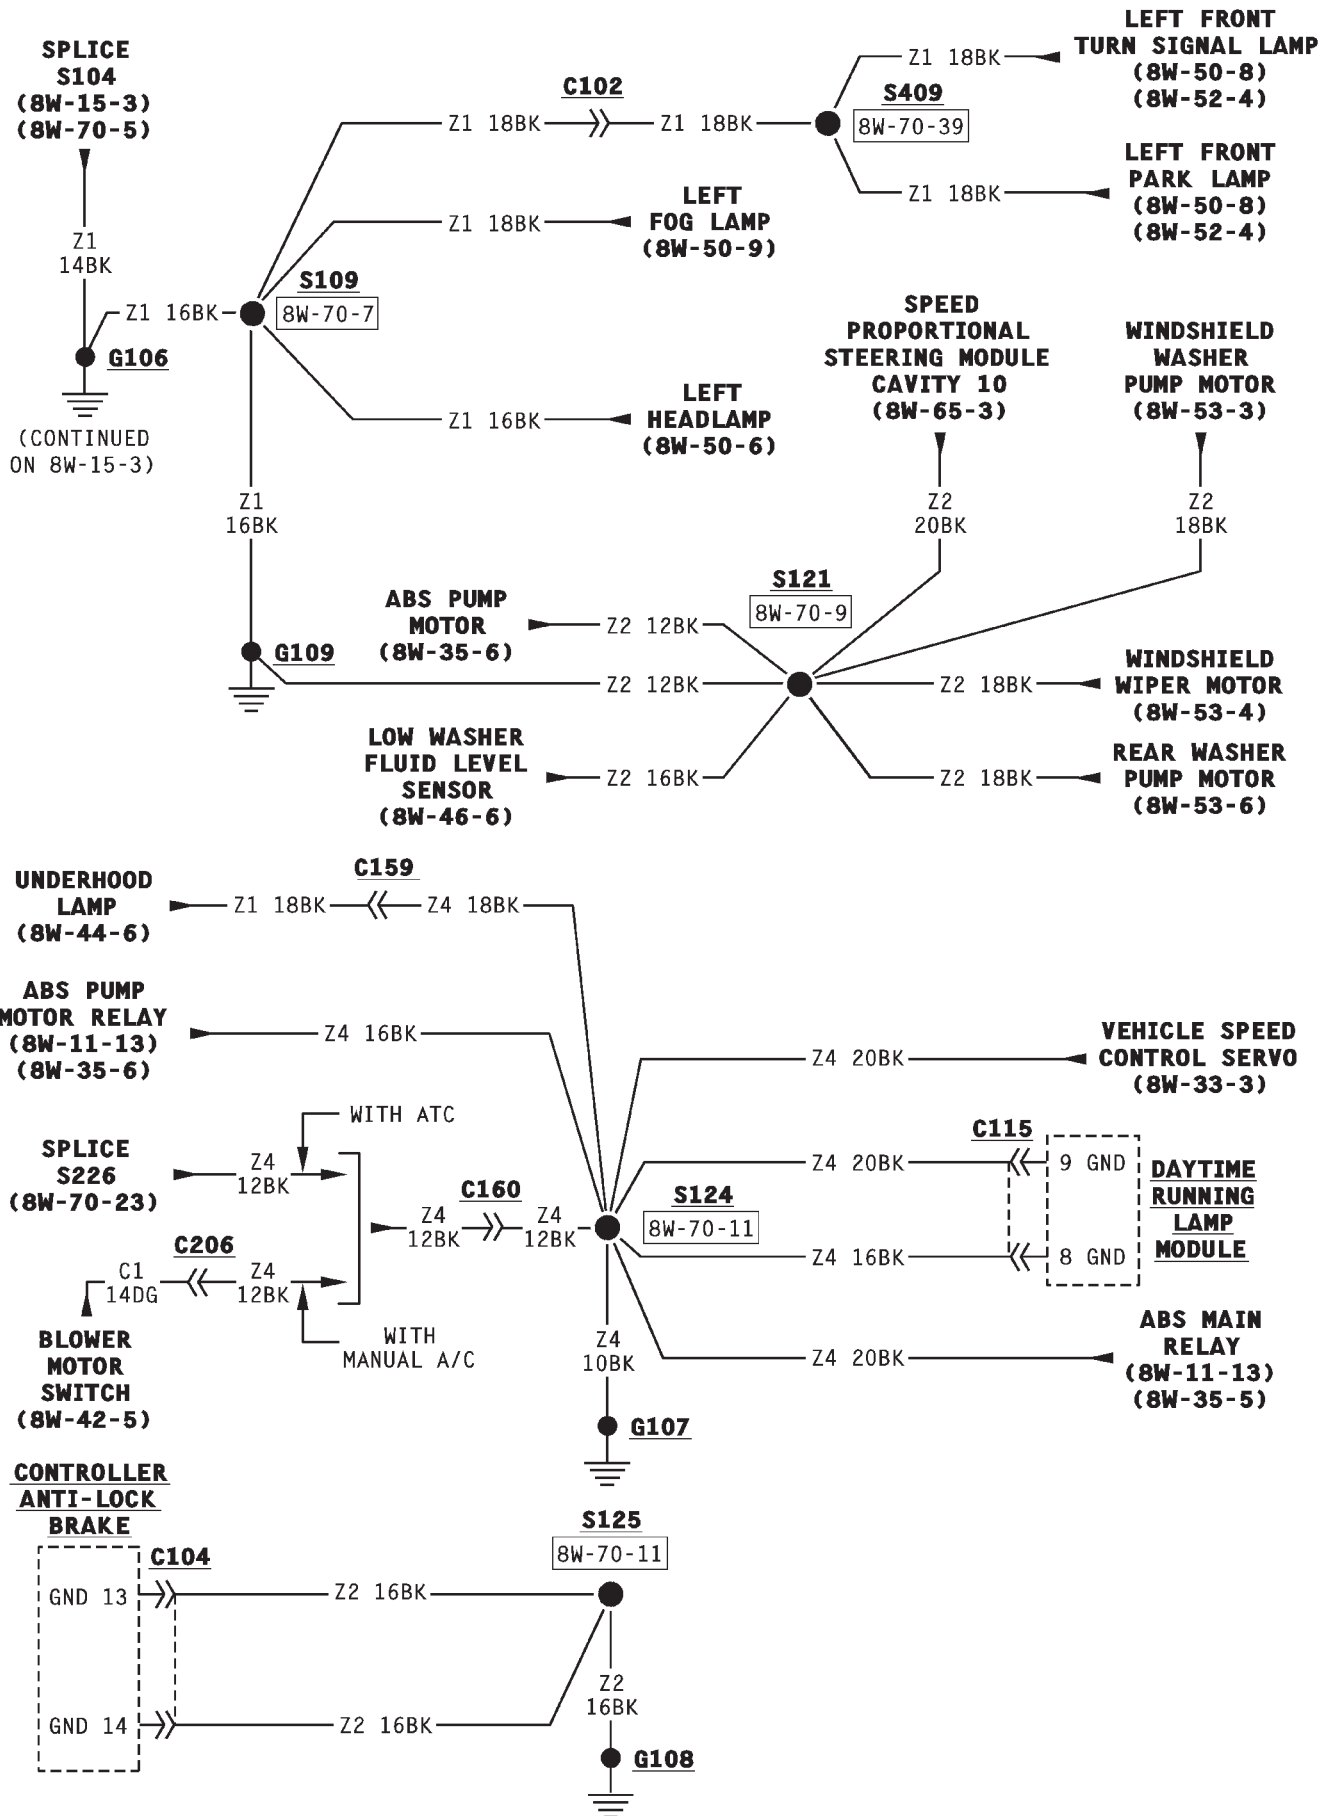 SPLICE
S104
(8W-15-3)
(8W-70-5)
Z1
14BK
Z1 16BK
G106
(CONTINUED
ON 8W-15-3)
S109
8W-70-7
Z1 18BK
C102
Z1 18BK
S409
8W-70-39
Z1 18BK
LEFT FRONT
TURN SIGNAL LAMP
(8W-50-8)
(8W-52-4)
Z1 18BK
LEFT FRONT
PARK LAMP
(8W-50-8)
(8W-52-4)
Z1 18BK
LEFT
FOG LAMP
(8W-50-9)
Z1 16BK
LEFT
HEADLAMP
(8W-50-6)
Z1
16BK
G109
SPEED
PROPORTIONAL
STEERING MODULE
CAVITY 10
(8W-65-3)
Z2
20BK
WINDSHIELD
WASHER
PUMP MOTOR
(8W-53-3)
Z2
18BK
S121
8W-70-9
ABS PUMP
MOTOR
(8W-35-6)
Z2 12BK
Z2 12BK
Z2 18BK
WINDSHIELD
WIPER MOTOR
(8W-53-4)
LOW WASHER
FLUID LEVEL
SENSOR
(8W-46-6)
Z2 16BK
Z2 18BK
REAR WASHER
PUMP MOTOR
(8W-53-6)
UNDERHOOD
LAMP
(8W-44-6)
Z1 18BK
C159
Z4 18BK
ABS PUMP
MOTOR RELAY
(8W-11-13)
(8W-35-6)
Z4 16BK
Z4 20BK
VEHICLE SPEED
CONTROL SERVO
(8W-33-3)
WITH ATC
SPLICE
S226
(8W-70-23)
Z4
12BK
Z4
12BK
C160
Z4
12BK
S124
8W-70-11
Z4 20BK
C115
9 GND
DAYTIME
RUNNING
LAMP
MODULE
Z4 16BK
8 GND
C206
C1
14DG
Z4
12BK
WITH
MANUAL A/C
BLOWER
MOTOR
SWITCH
(8W-42-5)
Z4
10BK
G107
Z4 20BK
ABS MAIN
RELAY
(8W-11-13)
(8W-35-5)
CONTROLLER
ANTI-LOCK
BRAKE
C104
GND 13
Z2 16BK
S125
8W-70-11
GND 14
Z2 16BK
Z2
16BK
G108